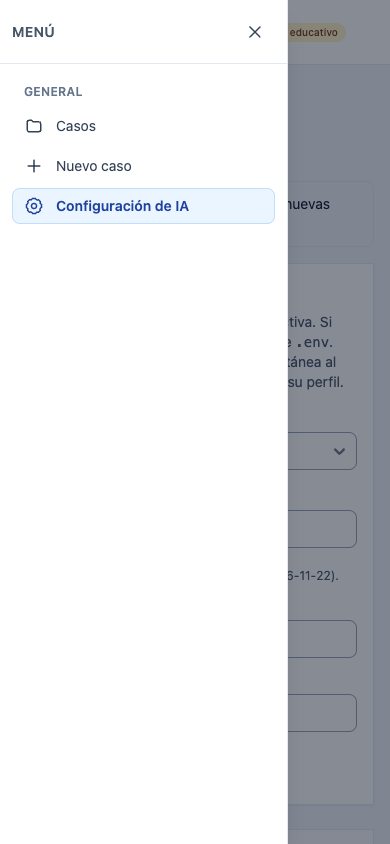 MENÚ
educativo
GENERAL
Casos
Nuevo caso
nuevas
Configuración de IA
tiva. Si
e .env.
tánea al
su perfil.
6-11-22).